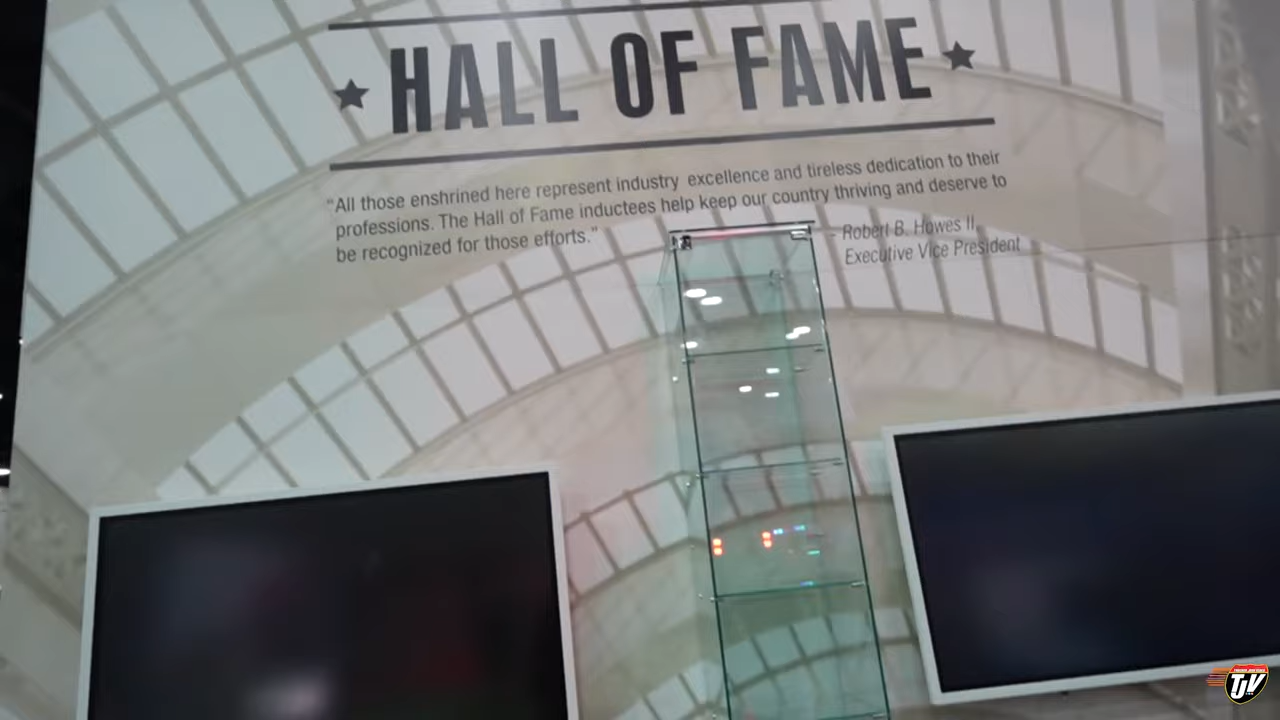 HALL OF FAME
“All those enshrined here represent industry excellence and tireless dedication to their
professions. The Hall of Fame inductees help keep our country thriving and deserve to
be recognized for those efforts.”
- Robert B. Howes II,
Executive Vice President